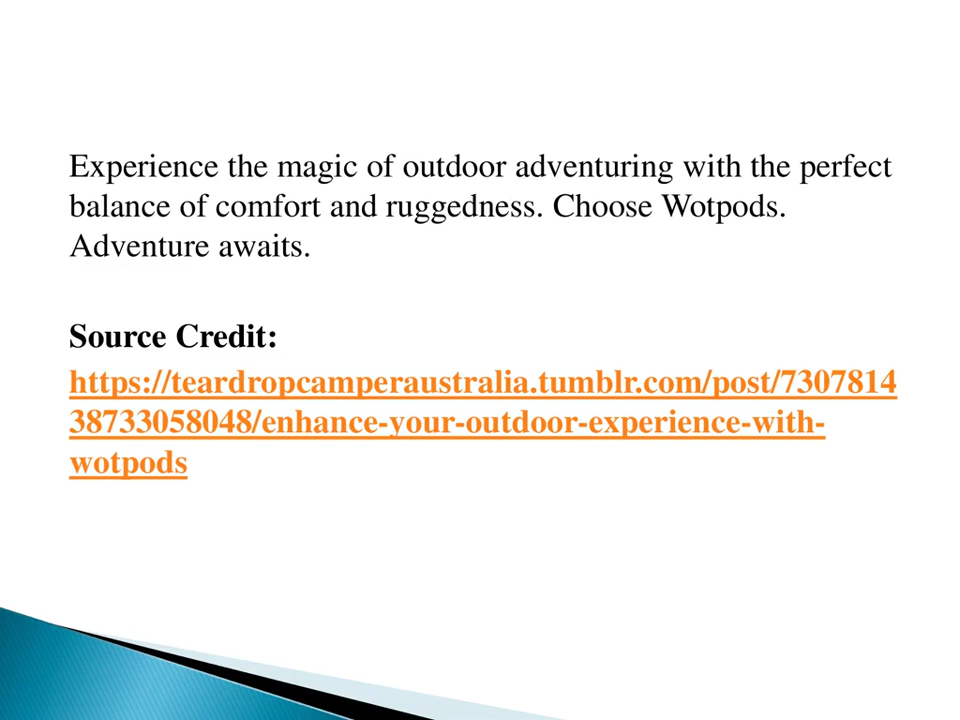 Experience the magic of outdoor adventuring with the perfect
balance of comfort and ruggedness. Choose Wotpods.
Adventure awaits.
Source Credit:
https://teardropcamperaustralia.tumblr.com/post/7307814
38733058048/enhance-your-outdoor-experience-with-
wotpods